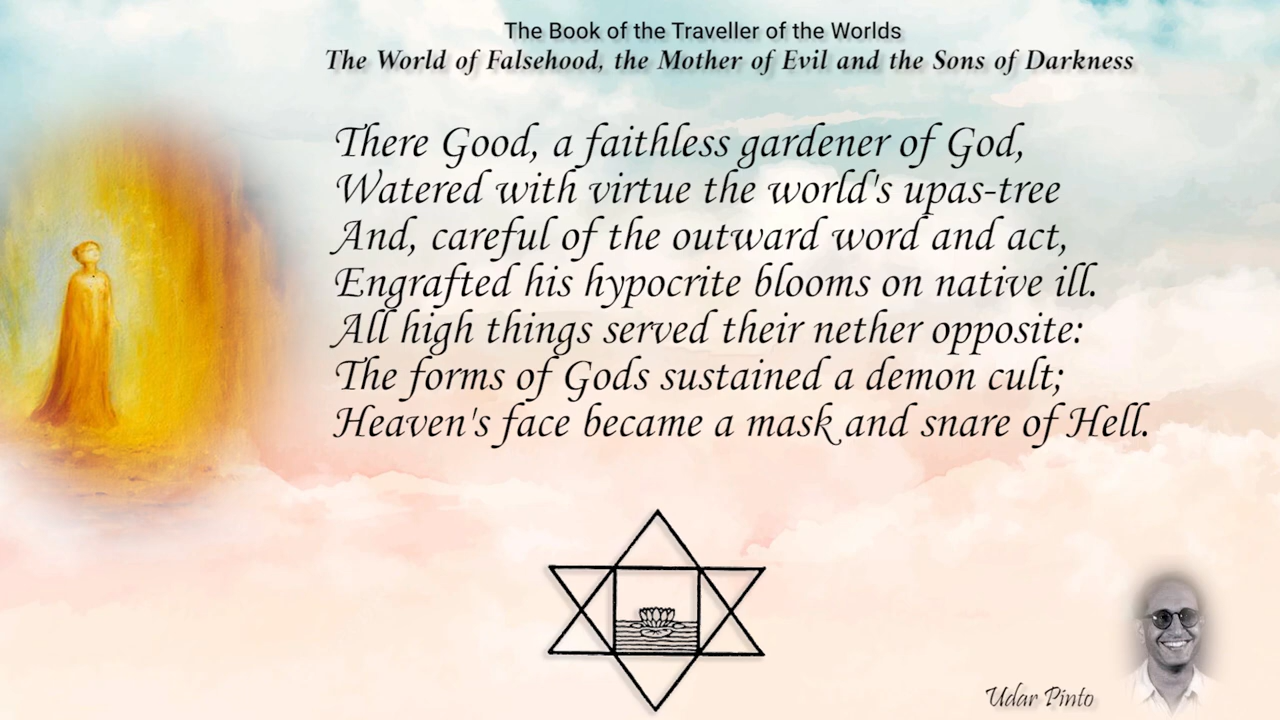 The Book of the Traveller of the Worlds
The World of Falsehood, the Mother of Evil and the Sons of Darkness
There Good, a faithless gardener of God,
Watered with virtue the world's upas-tree
And, careful of the outward word and act,
Engrafted his hypocrite blooms on native ill.
All high things served their nether opposite:
The forms of Gods sustained a demon cult;
Heaven's face became a mask and snare of Hell.
Udar Pinto